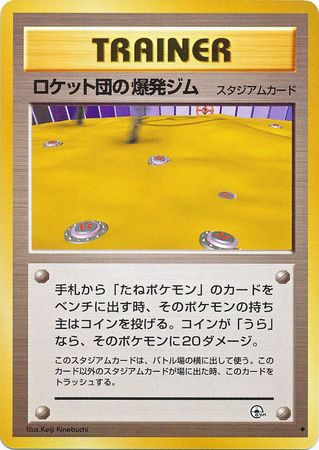 TRAINER
ロケット団の爆発ジム スタジアムカード
手札から「たねポケモン」のカードを
ベンチに出す時、そのポケモンの持ち
主はコインを投げる。コインが「うら」
なら、そのポケモンに20ダメージ。
このスタジアムカードは、バトル場の横に出して使う。この
カード以外のスタジアムカードが場に出た時、このカードを
トラッシュする。
Illus.Keiji Kinebuchi